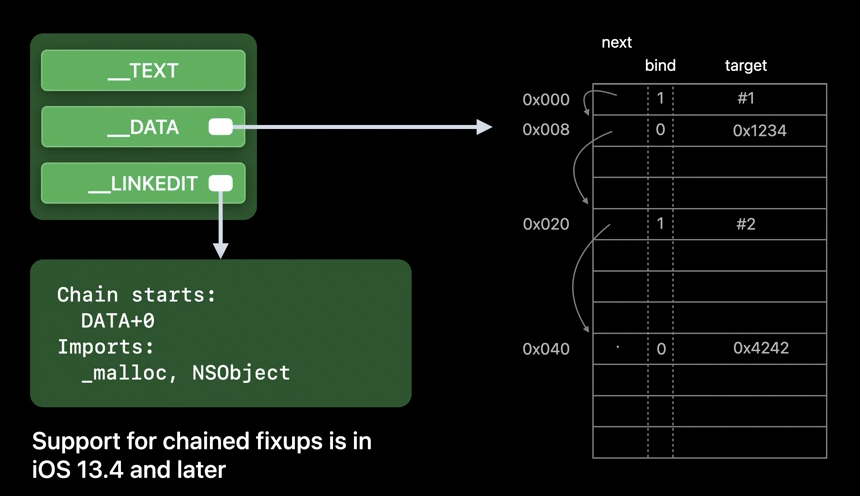 __TEXT
__DATA
__LINKEDIT
Chain starts:
DATA+0
Imports:
_malloc, NSObject
Support for chained fixups is in
iOS 13.4 and later
next
bind target
0x000 1 #1
0x008 0 0x1234
0x020 1 #2
0x040 0 0x4242